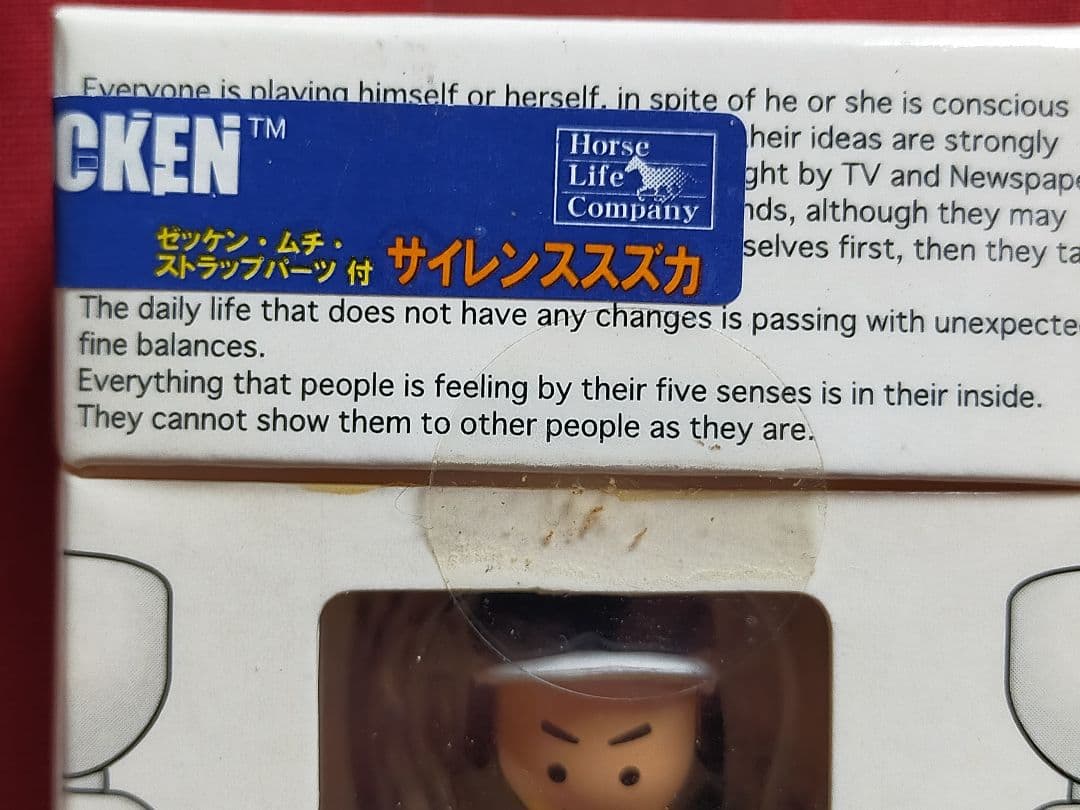 Everyone is playing himself or herself, in spite of he or she is conscious
CKEN™
Horse
Life
Company
heir ideas are strongly
ght by TV and Newspape
nds, although they may
selves first, then they ta
ゼッケン・ムチ・
ストラップパーツ 付 サイレンススズカ
The daily life that does not have any changes is passing with unexpecte
fine balances.
Everything that people is feeling by their five senses is in their inside.
They cannot show them to other people as they are.